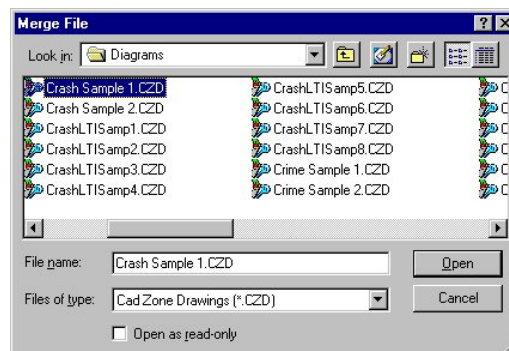 Merge File
Look in: Diagrams
Crash Sample 1.CZD
Crash Sample 2.CZD
CrashLTISamp1.CZD
CrashLTISamp2.CZD
CrashLTISamp3.CZD
CrashLTISamp4.CZD
CrashLTISamp5.CZD
CrashLTISamp6.CZD
CrashLTISamp7.CZD
CrashLTISamp8.CZD
Crime Sample 1.CZD
Crime Sample 2.CZD
File name: Crash Sample 1.CZD
Open
Files of type: Cad Zone Drawings (*.CZD)
Cancel
Open as read-only